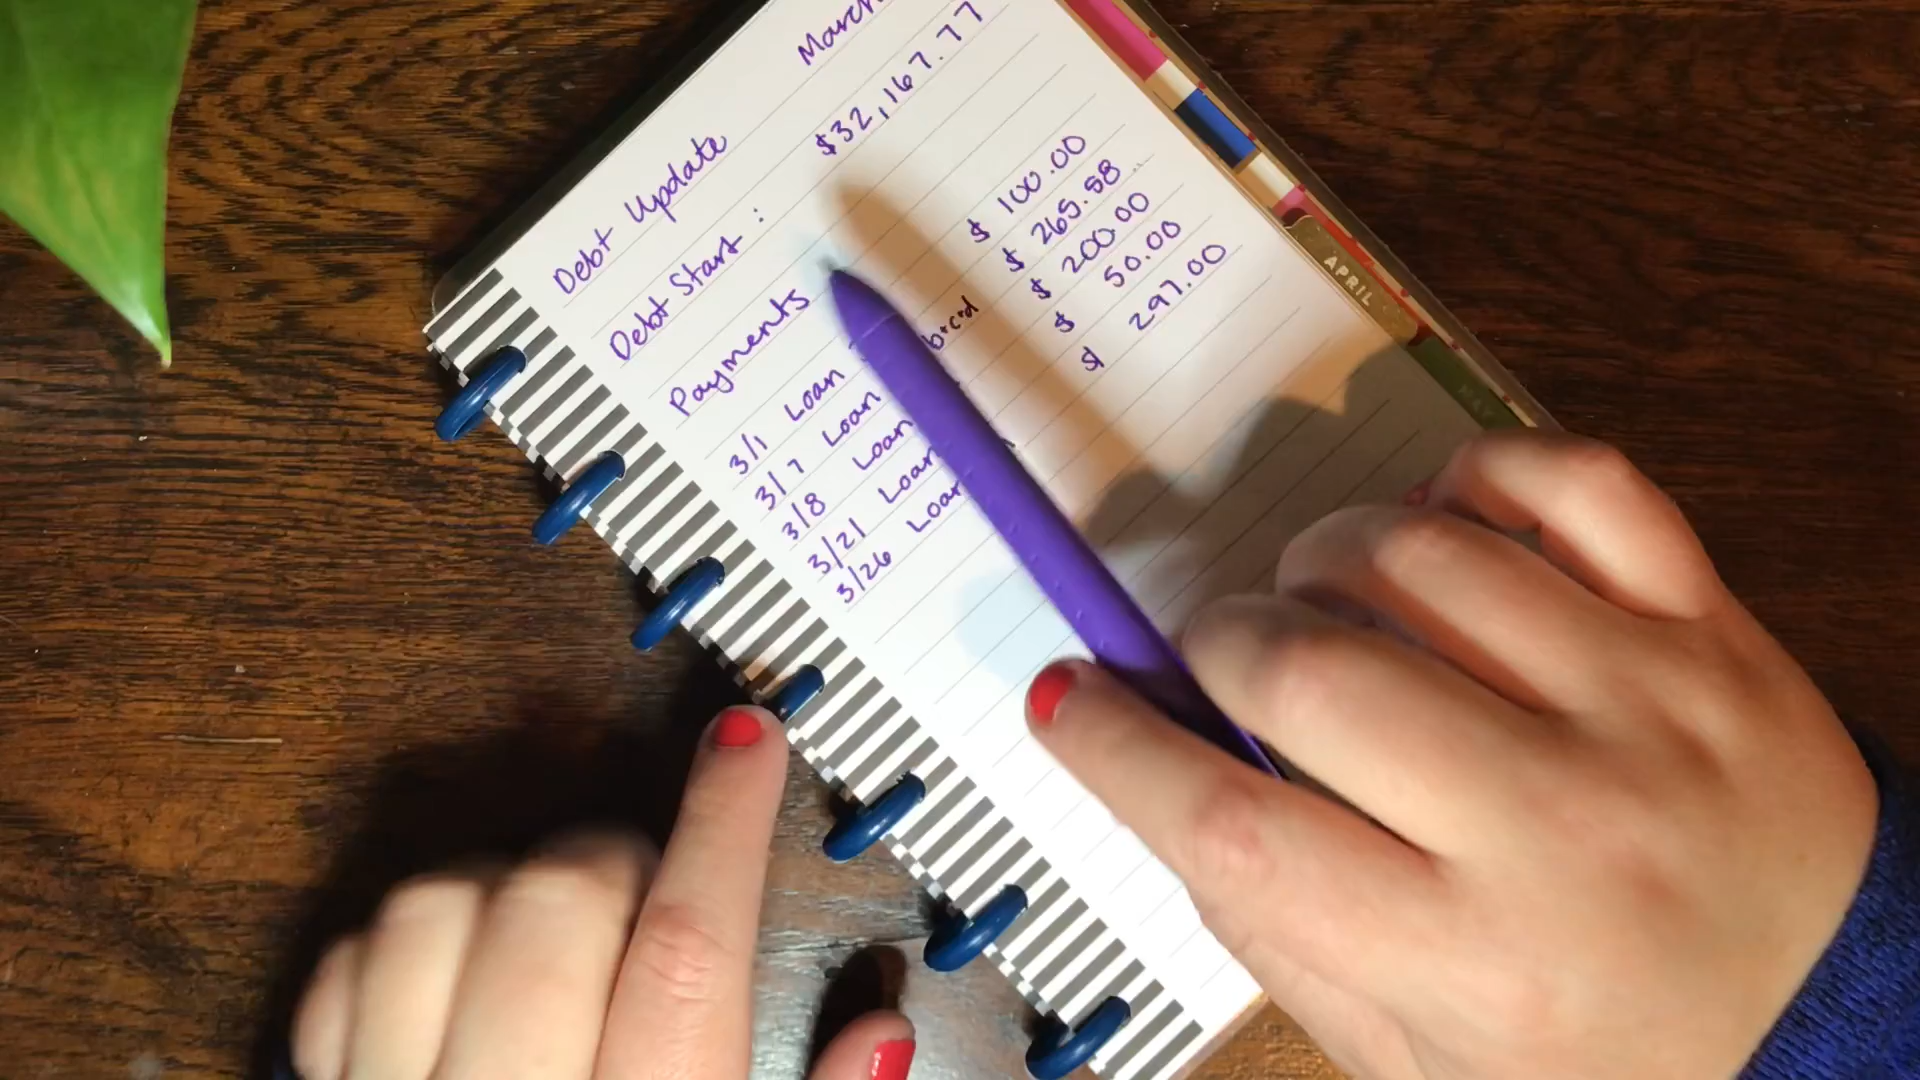 Debt Update March
Debt Start : $32,167.77
Payments
3/1 Loan $ 100.00
3/7 Loan b+c+d $ 265.58
3/8 Loan $ 200.00
3/21 Loan $ 50.00
3/26 Loan $ 297.00
APRIL
MAY